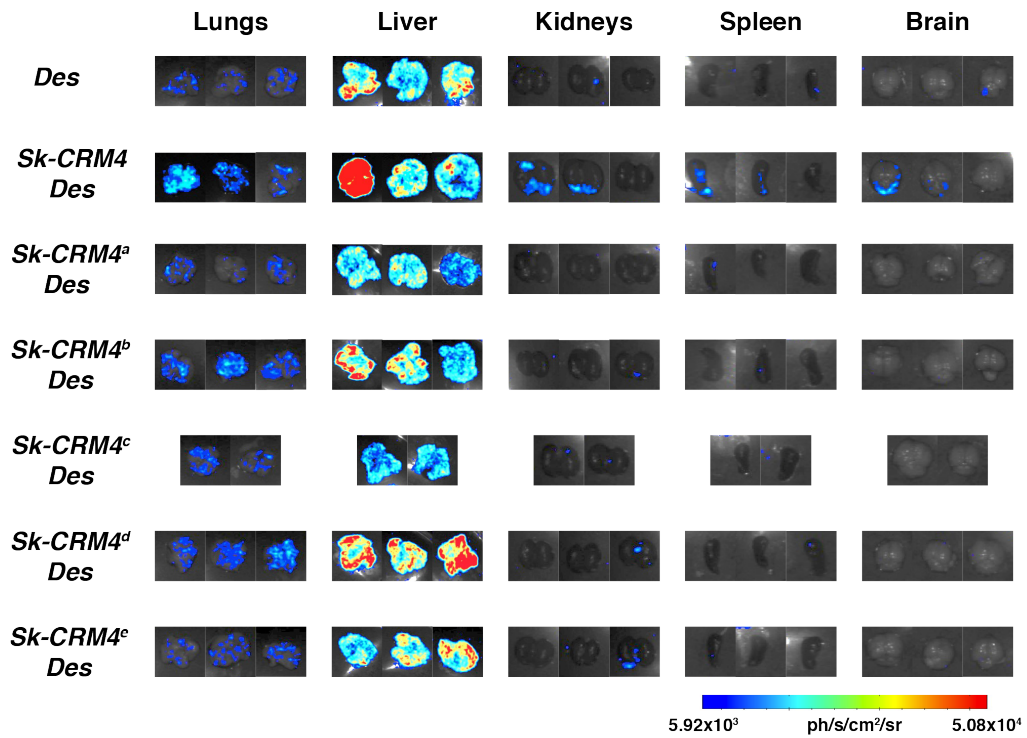 Lungs Liver Kidneys Spleen Brain
Des
Sk-CRM4
Des
Sk-CRM4ᵃ
Des
Sk-CRM4ᵇ
Des
Sk-CRM4ᶜ
Des
Sk-CRM4ᵈ
Des
Sk-CRM4ᵉ
Des
5.92x10³ ph/s/cm²/sr 5.08x10⁴